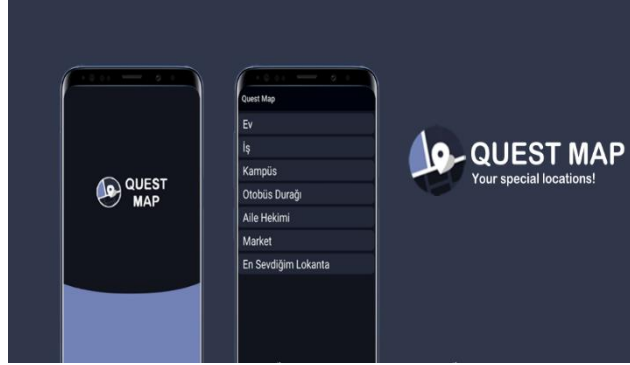 QUEST
MAP
Quest Map
Ev
İş
Kampüs
Otobüs Durağı
Aile Hekimi
Market
En Sevdiğim Lokanta
QUEST MAP
Your special locations!